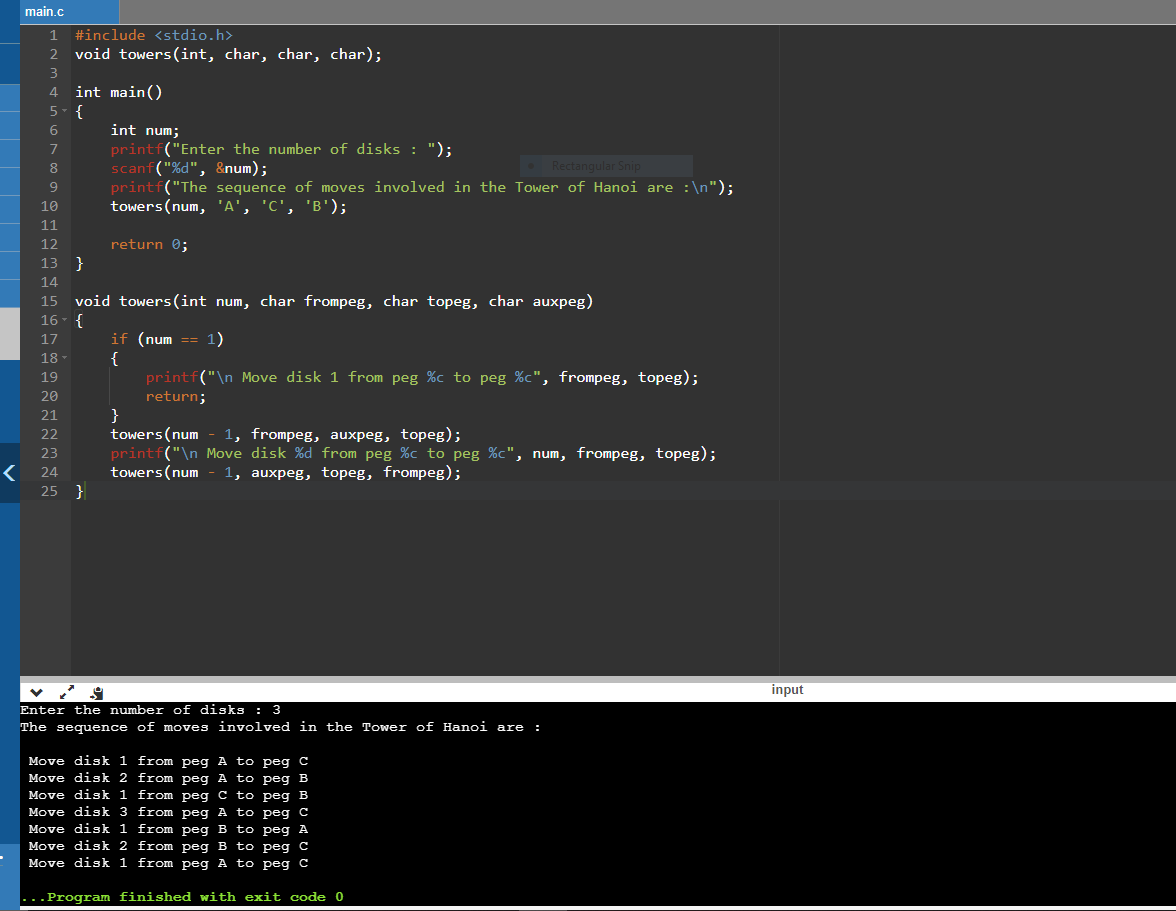 main.c
1 #include <stdio.h>
2 void towers(int, char, char, char);
3
4 int main()
5 {
6     int num;
7     printf("Enter the number of disks : ");
8     scanf("%d", &num);
Rectangular Snip
9     printf("The sequence of moves involved in the Tower of Hanoi are :\n");
10     towers(num, 'A', 'C', 'B');
11
12     return 0;
13 }
14
15 void towers(int num, char frompeg, char topeg, char auxpeg)
16 {
17     if (num == 1)
18     {
19         printf("\n Move disk 1 from peg %c to peg %c", frompeg, topeg);
20         return;
21     }
22     towers(num - 1, frompeg, auxpeg, topeg);
23     printf("\n Move disk %d from peg %c to peg %c", num, frompeg, topeg);
24     towers(num - 1, auxpeg, topeg, frompeg);
25 }
input
Enter the number of disks : 3
The sequence of moves involved in the Tower of Hanoi are :
Move disk 1 from peg A to peg C
Move disk 2 from peg A to peg B
Move disk 1 from peg C to peg B
Move disk 3 from peg A to peg C
Move disk 1 from peg B to peg A
Move disk 2 from peg B to peg C
Move disk 1 from peg A to peg C
...Program finished with exit code 0